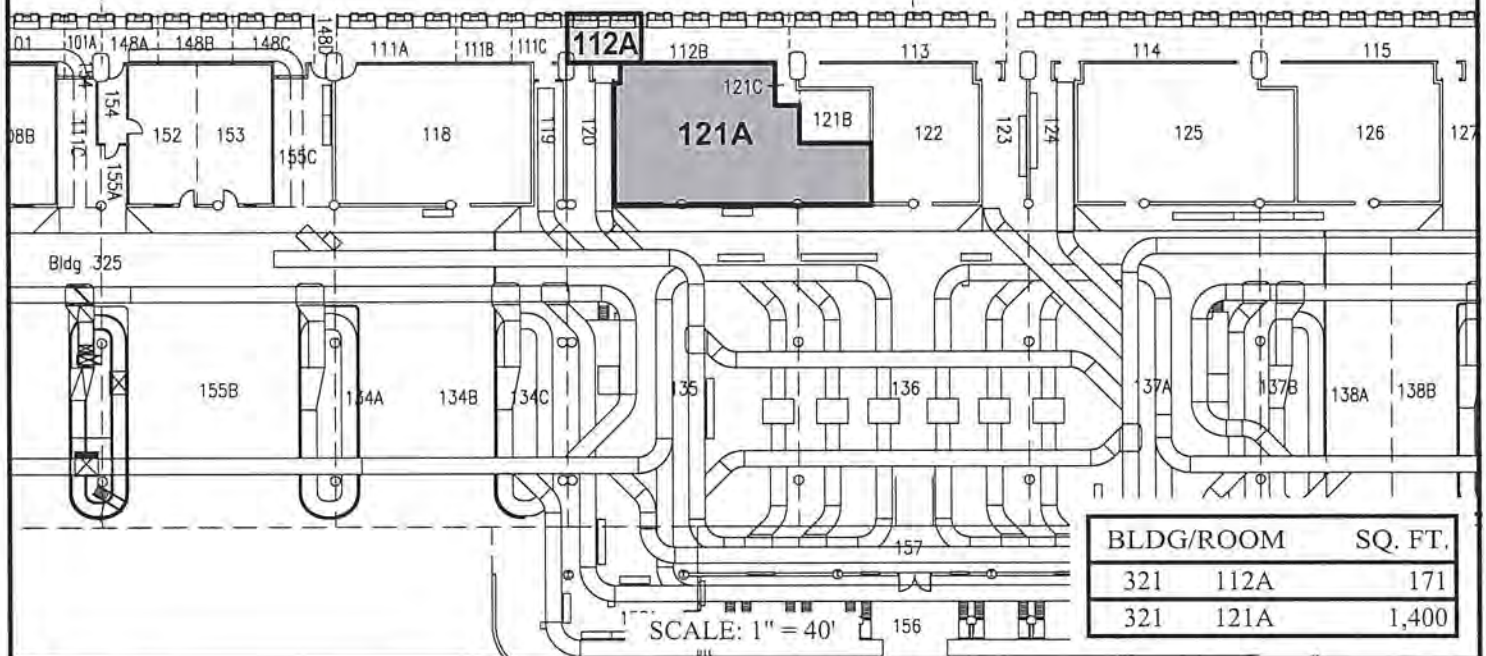 101A 148A 148B 148C 148D 111A 111B 111C 112A 112B 113 114 115
121C
154 152 153 155C 118 119 120 121A 121B 122 123 124 125 126 127
111C
155A
Bldg 325
155B 134A 134B 134C 135 136 137A 137B 138A 138B
157
156
SCALE: 1" = 40'
BLDG/ROOM SQ. FT.
321 112A 171
321 121A 1,400